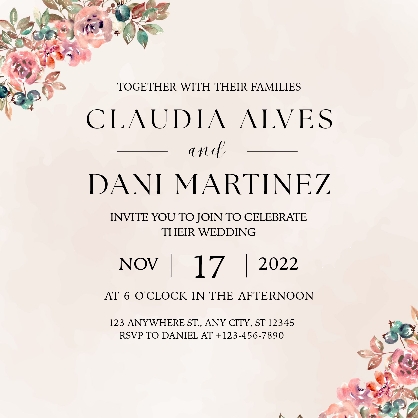 TOGETHER WITH THEIR FAMILIES
CLAUDIA ALVES
and
DANI MARTINEZ
INVITE YOU TO JOIN TO CELEBRATE
THEIR WEDDING
NOV | 17 | 2022
AT 6 O'CLOCK IN THE AFTERNOON
123 ANYWHERE ST., ANY CITY, ST 12345
RSVP TO DANIEL AT +123-456-7890